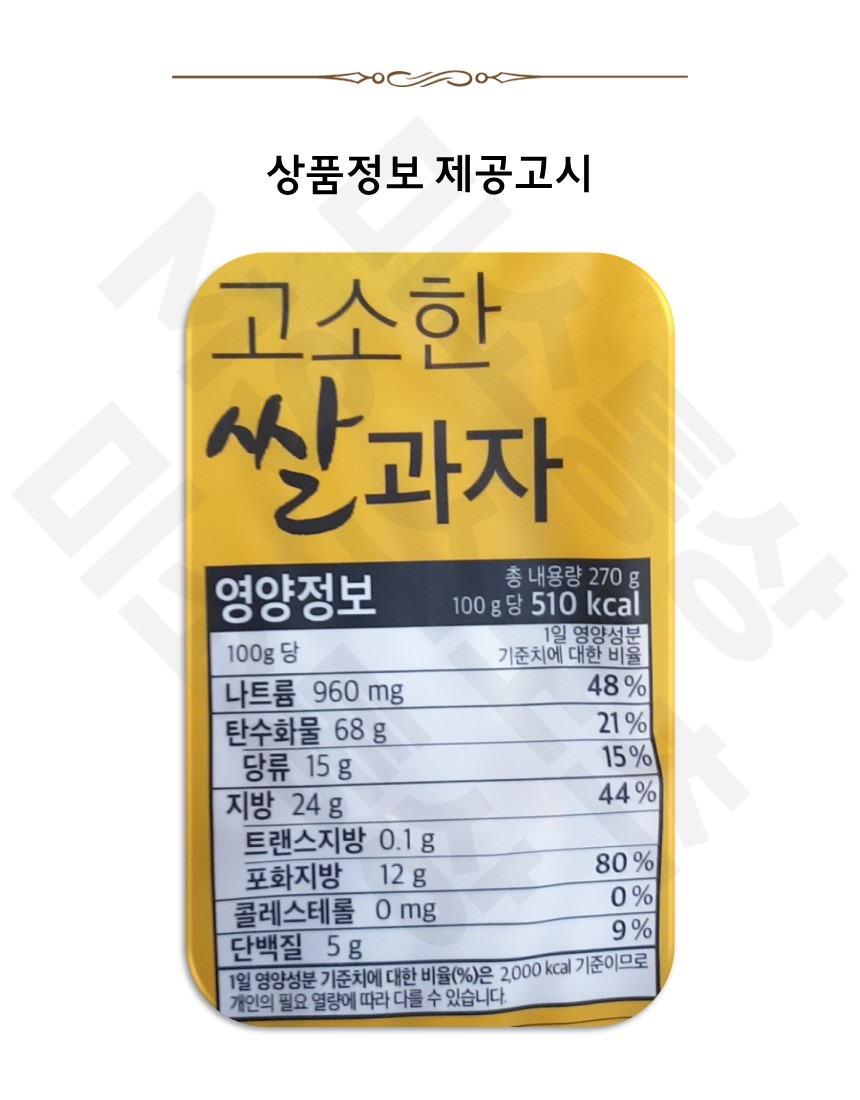 상품정보 제공고시
고소한
쌀과자
영양정보
총 내용량 270 g
100 g 당 510 kcal
100g 당
1일 영양성분
기준치에 대한 비율
나트륨 960 mg 48 %
탄수화물 68 g 21 %
당류 15 g 15 %
지방 24 g 44 %
트랜스지방 0.1 g
포화지방 12 g 80 %
콜레스테롤 0 mg 0 %
단백질 5 g 9 %
1일 영양성분 기준치에 대한 비율(%)은 2,000 kcal 기준이므로
개인의 필요 열량에 따라 다를 수 있습니다.